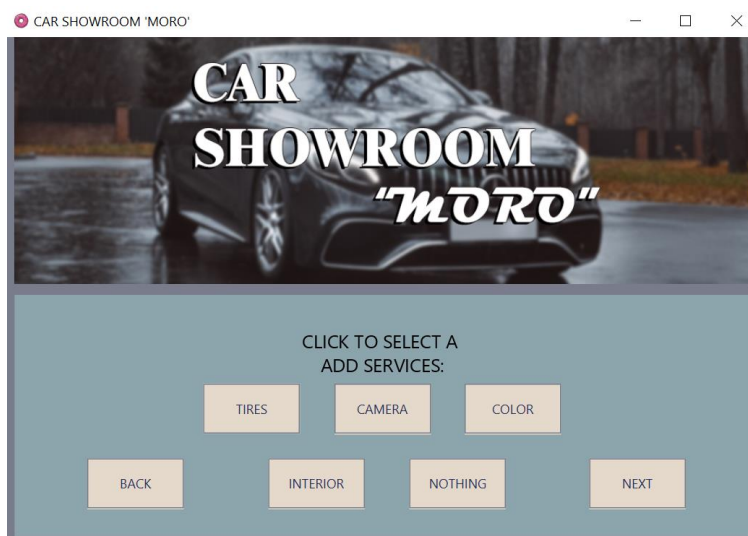 CAR SHOWROOM 'MORO'
CAR
SHOWROOM
"MORO"
CLICK TO SELECT A
ADD SERVICES:
TIRES
CAMERA
COLOR
BACK
INTERIOR
NOTHING
NEXT